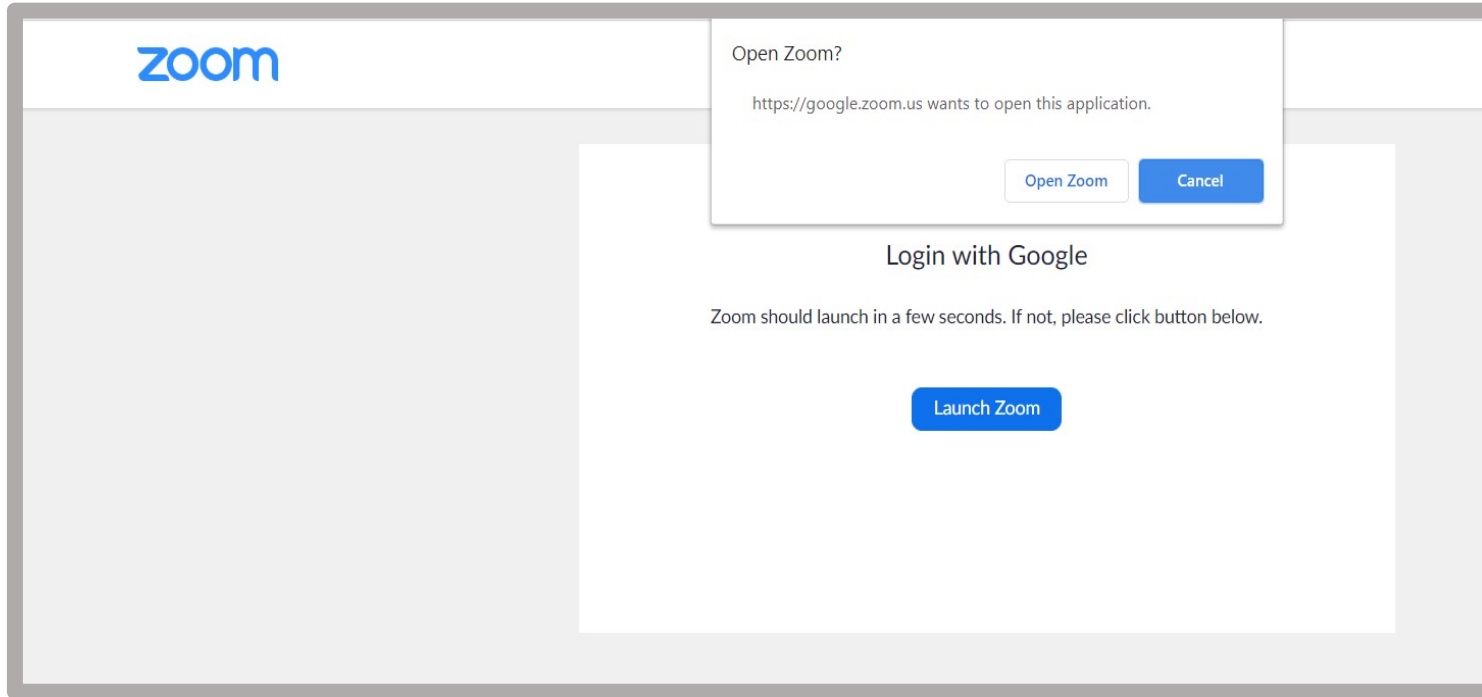 zoom
Open Zoom?
https://google.zoom.us wants to open this application.
Open Zoom
Cancel
Login with Google
Zoom should launch in a few seconds. If not, please click button below.
Launch Zoom